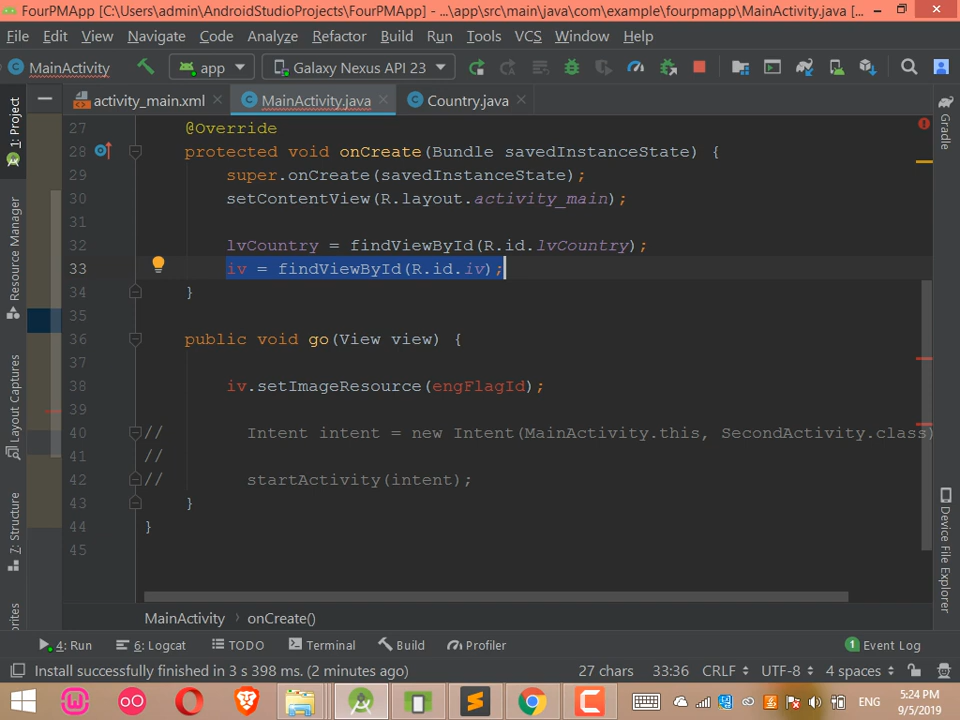 FourPMApp [C:\Users\admin\AndroidStudioProjects\FourPMApp] - ...\app\src\main\java\com\example\fourpmapp\MainActivity.java [...
File Edit View Navigate Code Analyze Refactor Build Run Tools VCS Window Help
MainActivity app Galaxy Nexus API 23
activity_main.xml MainActivity.java Country.java
27 @Override
28 protected void onCreate(Bundle savedInstanceState) {
29 super.onCreate(savedInstanceState);
30 setContentView(R.layout.activity_main);
31
32 lvCountry = findViewById(R.id.lvCountry);
33 iv = findViewById(R.id.iv);
34 }
35
36 public void go(View view) {
37
38 iv.setImageResource(engFlagId);
39
40 // Intent intent = new Intent(MainActivity.this, SecondActivity.class)
41 //
42 // startActivity(intent);
43 }
44 }
45
1: Project
Resource Manager
Layout Captures
7: Structure
rites
Gradle
Device File Explorer
MainActivity onCreate()
4: Run 6: Logcat TODO Terminal Build Profiler 1 Event Log
Install successfully finished in 3 s 398 ms. (2 minutes ago) 27 chars 33:36 CRLF UTF-8 4 spaces
ENG 5:24 PM
9/5/2019